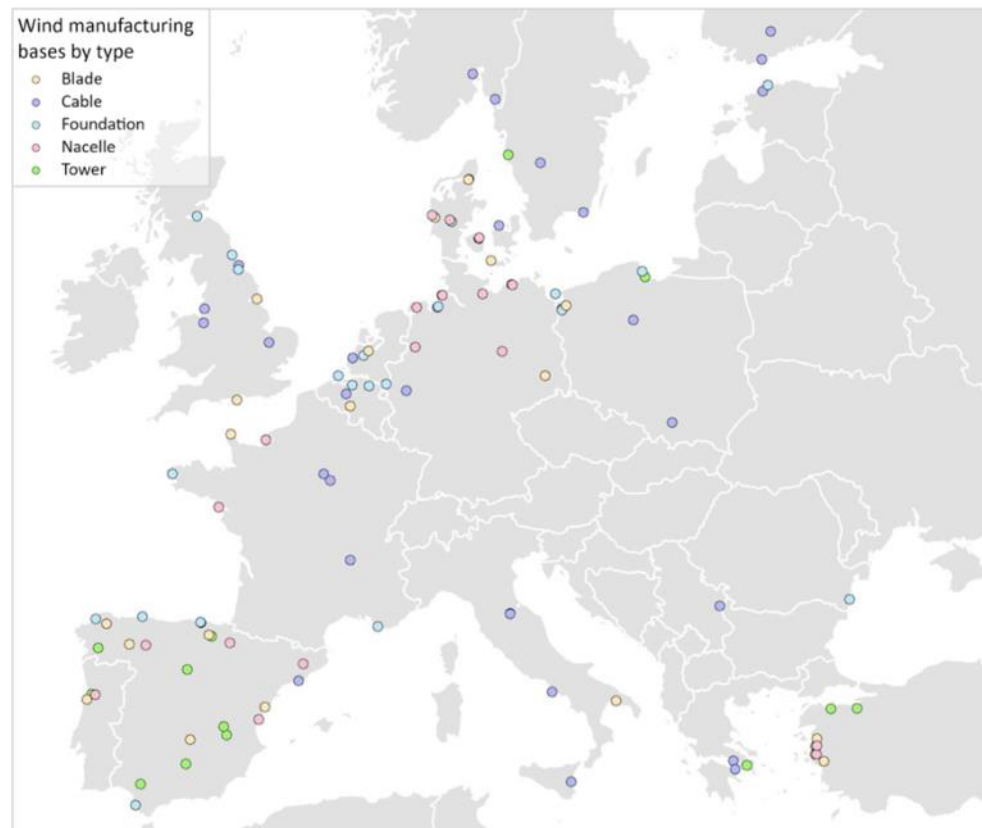 Wind manufacturing
bases by type
Blade
Cable
Foundation
Nacelle
Tower